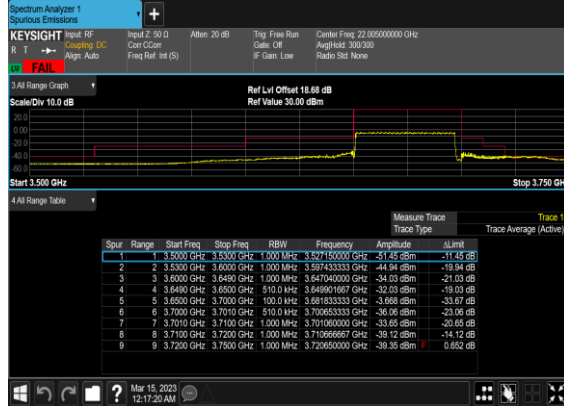 Spectrum Analyzer 1
Spurious Emissions
KEYSIGHT Input: RF Input Z: 50 Ω Atten: 20 dB Trig: Free Run Center Freq: 22.005000000 GHz
R T Coupling: DC Corr CCorr Gate: Off Avg|Hold: 300/300
Align: Auto Freq Ref: Int (S) IF Gain: Low Radio Std: None
FAIL
3 All Range Graph
Ref Lvl Offset 18.68 dB
Scale/Div 10.0 dB Ref Value 30.00 dBm
20.0
0.00
-20.0
-40.0
-60.0
Start 3.500 GHz Stop 3.750 GH
4 All Range Table
Measure Trace Trace 1
Trace Type Trace Average (Active)
Spur Range Start Freq Stop Freq RBW Frequency Amplitude ΔLimit
1 1 3.5000 GHz 3.5300 GHz 1.000 MHz 3.527150000 GHz -51.45 dBm -11.45 dB
2 2 3.5300 GHz 3.6000 GHz 1.000 MHz 3.597433333 GHz -44.94 dBm -19.94 dB
3 3 3.6000 GHz 3.6490 GHz 1.000 MHz 3.647040000 GHz -34.03 dBm -21.03 dB
4 4 3.6490 GHz 3.6500 GHz 510.0 kHz 3.649901667 GHz -32.03 dBm -19.03 dB
5 5 3.6500 GHz 3.7000 GHz 100.0 kHz 3.681833333 GHz -3.668 dBm -33.67 dB
6 6 3.7000 GHz 3.7010 GHz 510.0 kHz 3.700653333 GHz -36.06 dBm -23.06 dB
7 7 3.7010 GHz 3.7100 GHz 1.000 MHz 3.701060000 GHz -33.65 dBm -20.65 dB
8 8 3.7100 GHz 3.7200 GHz 1.000 MHz 3.710666667 GHz -39.12 dBm -14.12 dB
9 9 3.7200 GHz 3.7500 GHz 1.000 MHz 3.720650000 GHz -39.35 dBm F 0.652 dB
Mar 15, 2023
12:17:20 AM